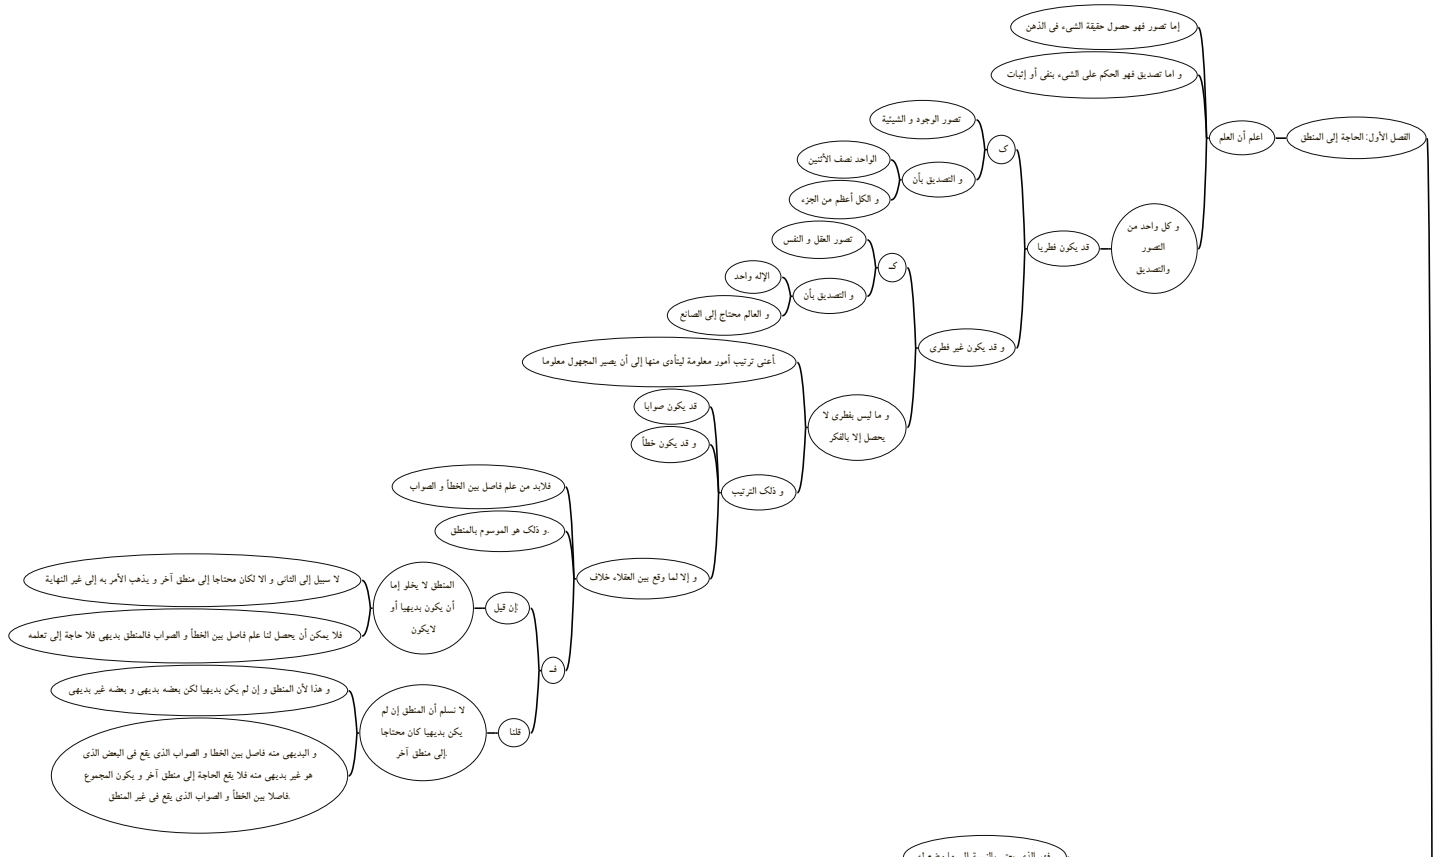 الفصل الأول: الحاجة إلى المنطق
اعلم أن العلم
إما تصور فهو حصول حقيقة الشىء فى الذهن
و اما تصديق فهو الحكم على الشىء بنفى أو إثبات
و كل واحد من
التصور
والتصديق
قد يكون فطريا
ک
تصور الوجود و الشيئية
و التصديق بأن
الواحد نصف الأثنين
و الكل أعظم من الجزء
و قد يكون غير فطرى
کـ
تصور العقل و النفس
و التصديق بأن
الإله واحد
و العالم محتاج إلى الصانع
و ما ليس بفطرى لا
يحصل إلا بالفكر
أعنى ترتيب أمور معلومة ليتأدى منها إلى أن يصير المجهول معلوما.
و ذلک الترتيب
قد يكون صوابا
و قد يكون خطأ
و إلا لما وقع بين العقلاء خلاف
فلابد من علم فاصل بين الخطأ و الصواب
و ذلک هو الموسوم بالمنطق.
فـ
إن قيل:
المنطق لا يخلو إما
أن يكون بديهيا أو
لايكون
لا سبيل إلى الثانى و الا لكان محتاجا إلى منطق آخر و يذهب الأمر به إلى غير النهاية
فلا يمكن أن يحصل لنا علم فاصل بين الخطأ و الصواب فالمنطق بديهى فلا حاجة إلى تعلمه
قلنا
لا نسلم أن المنطق إن لم
يكن بديهيا كان محتاجا
إلى منطق آخر.
و هذا لأن المنطق و إن لم يكن بديهيا لكن بعضه بديهى و بعضه غير بديهى
و البديهى منه فاصل بين الخطا و الصواب الذى يقع فى البعض الذى
هو غير بديهى منه فلا يقع الحاجة إلى منطق آخر و يكون المجموع
فاصلا بين الخطأ و الصواب الذى يقع فى غير المنطق.